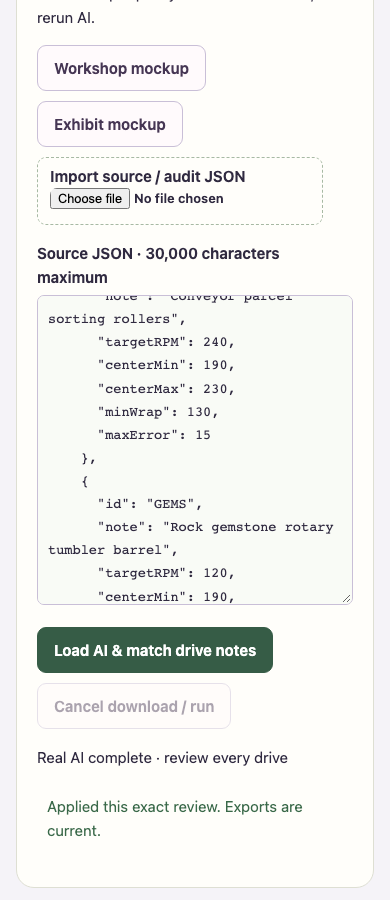 rerun AI.
Workshop mockup
Exhibit mockup
Import source / audit JSON
Choose file No file chosen
Source JSON · 30,000 characters
maximum
"note": "Conveyor parcel
sorting rollers",
"targetRPM": 240,
"centerMin": 190,
"centerMax": 230,
"minWrap": 130,
"maxError": 15
},
{
"id": "GEMS",
"note": "Rock gemstone rotary
tumbler barrel",
"targetRPM": 120,
"centerMin": 190,
Load AI & match drive notes
Cancel download / run
Real AI complete · review every drive
Applied this exact review. Exports are
current.